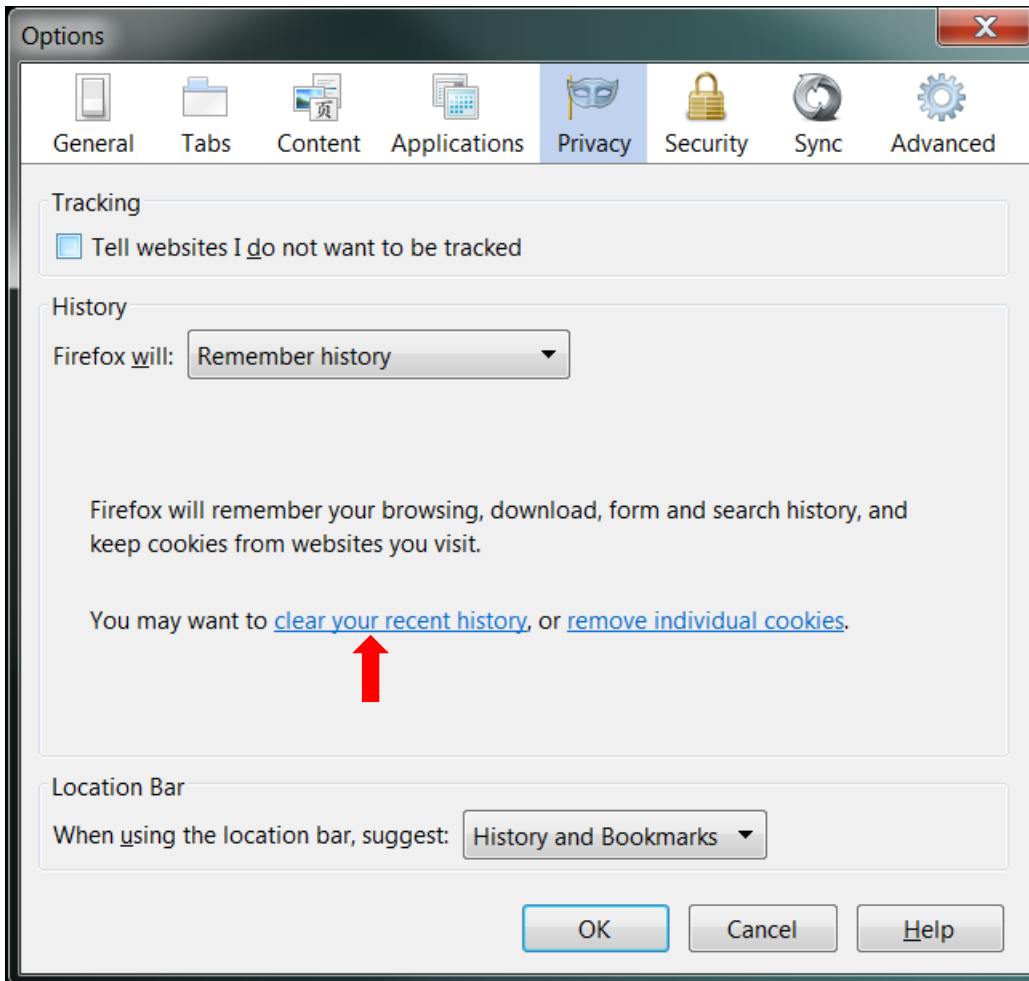 Options
X
页
General Tabs Content Applications Privacy Security Sync Advanced
Tracking
Tell websites I do not want to be tracked
History
Firefox will: Remember history
Firefox will remember your browsing, download, form and search history, and
keep cookies from websites you visit.
You may want to clear your recent history, or remove individual cookies.
Location Bar
When using the location bar, suggest: History and Bookmarks
OK Cancel Help